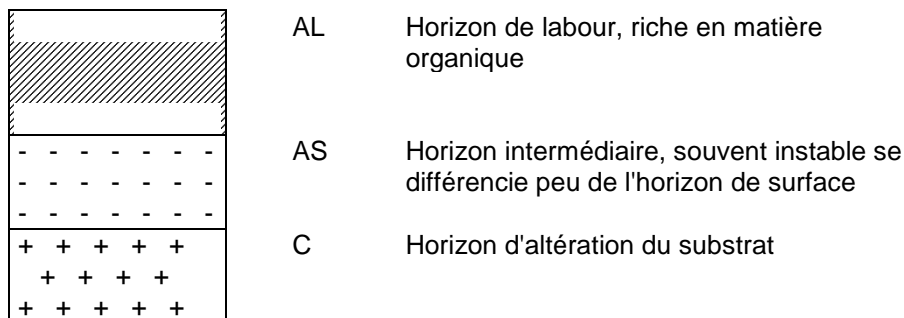 AL Horizon de labour, riche en matière
organique
AS Horizon intermédiaire, souvent instable se
différencie peu de l'horizon de surface
C Horizon d'altération du substrat